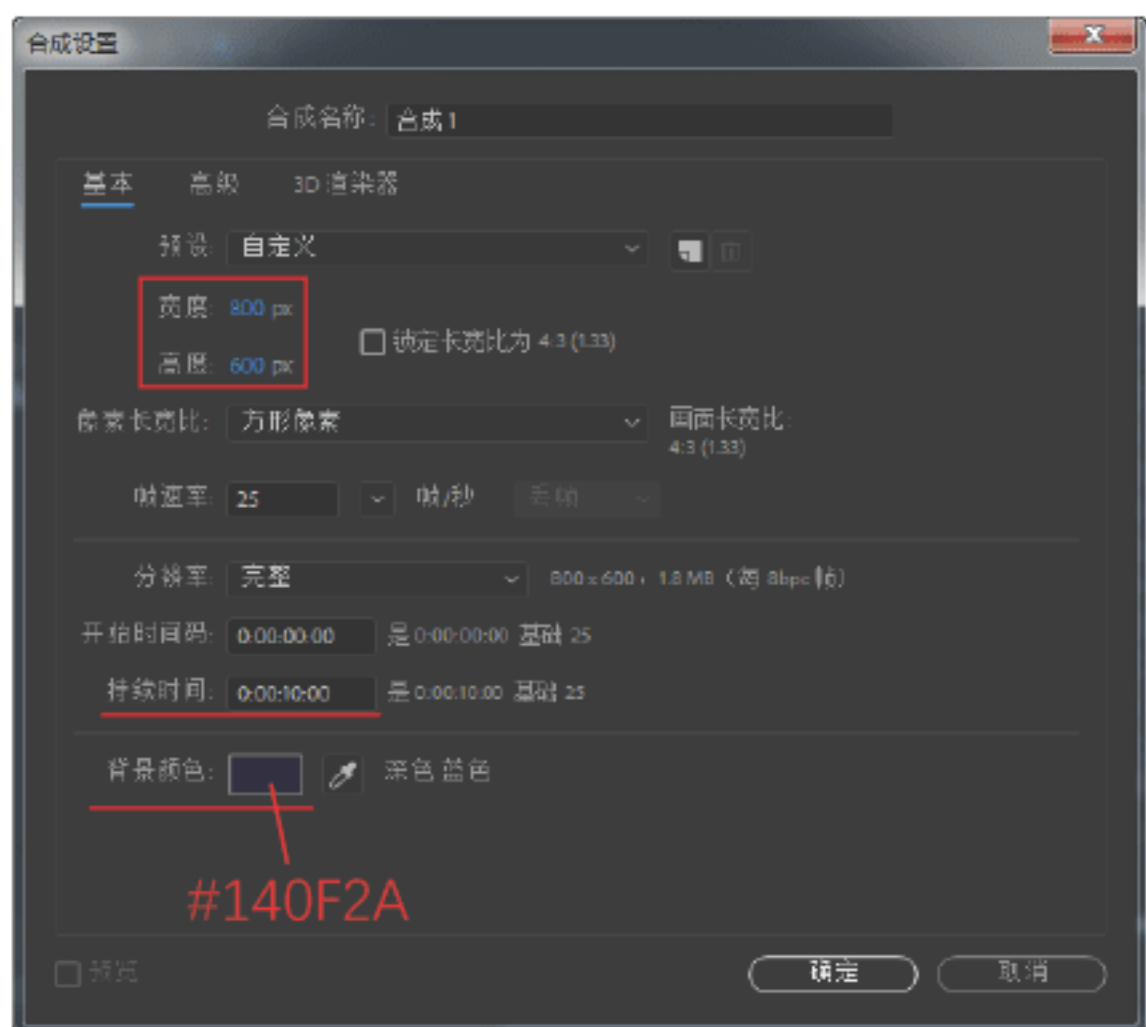 合成设置
合成名称: 合成 1
基本 高级 3D 渲染器
预设: 自定义
宽度: 800 px
锁定长宽比为 4:3 (1.33)
高度: 600 px
像素长宽比: 方形像素 画面长宽比:
4:3 (1.33)
帧速率: 25 帧/秒 丢帧
分辨率: 完整 800 x 600，1.8 MB（每 8bpc 帧）
开始时间码: 0:00:00:00 是 0:00:00:00 基础 25
持续时间: 0:00:10:00 是 0:00:10:00 基础 25
背景颜色: 深色 蓝色
#140F2A
预览 确定 取消